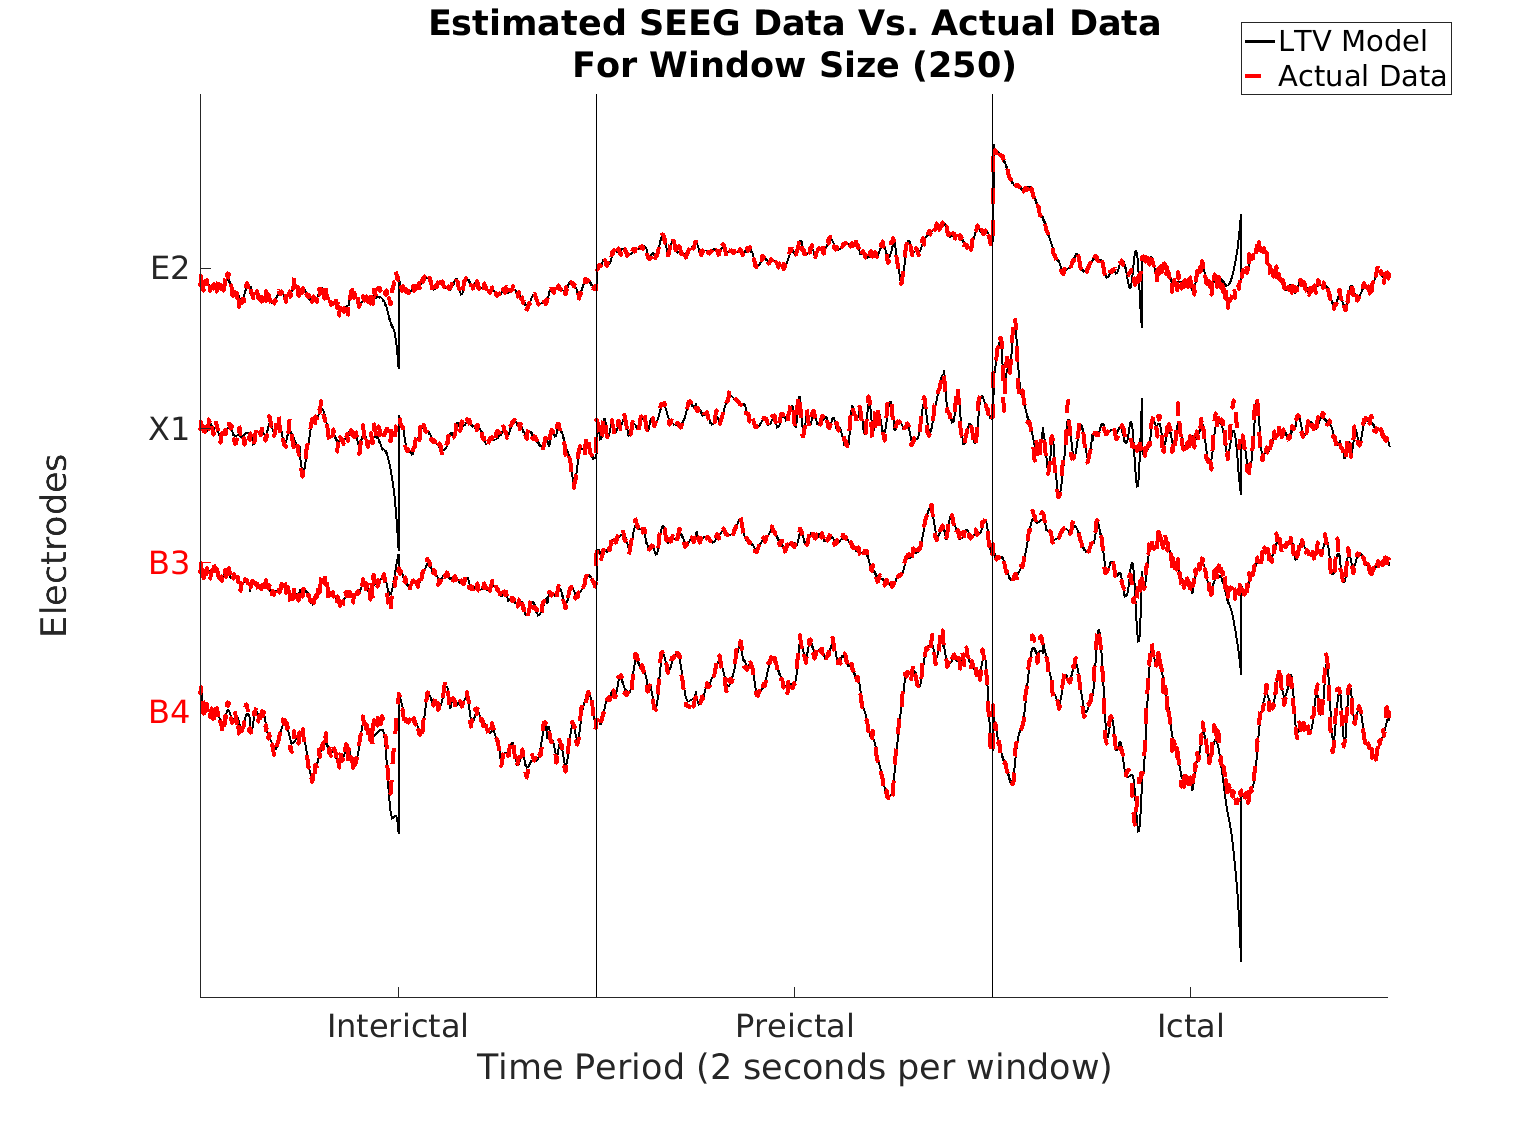 Estimated SEEG Data Vs. Actual Data
For Window Size (250)
LTV Model
Actual Data
E2
X1
B3
B4
Electrodes
Interictal
Preictal
Ictal
Time Period (2 seconds per window)